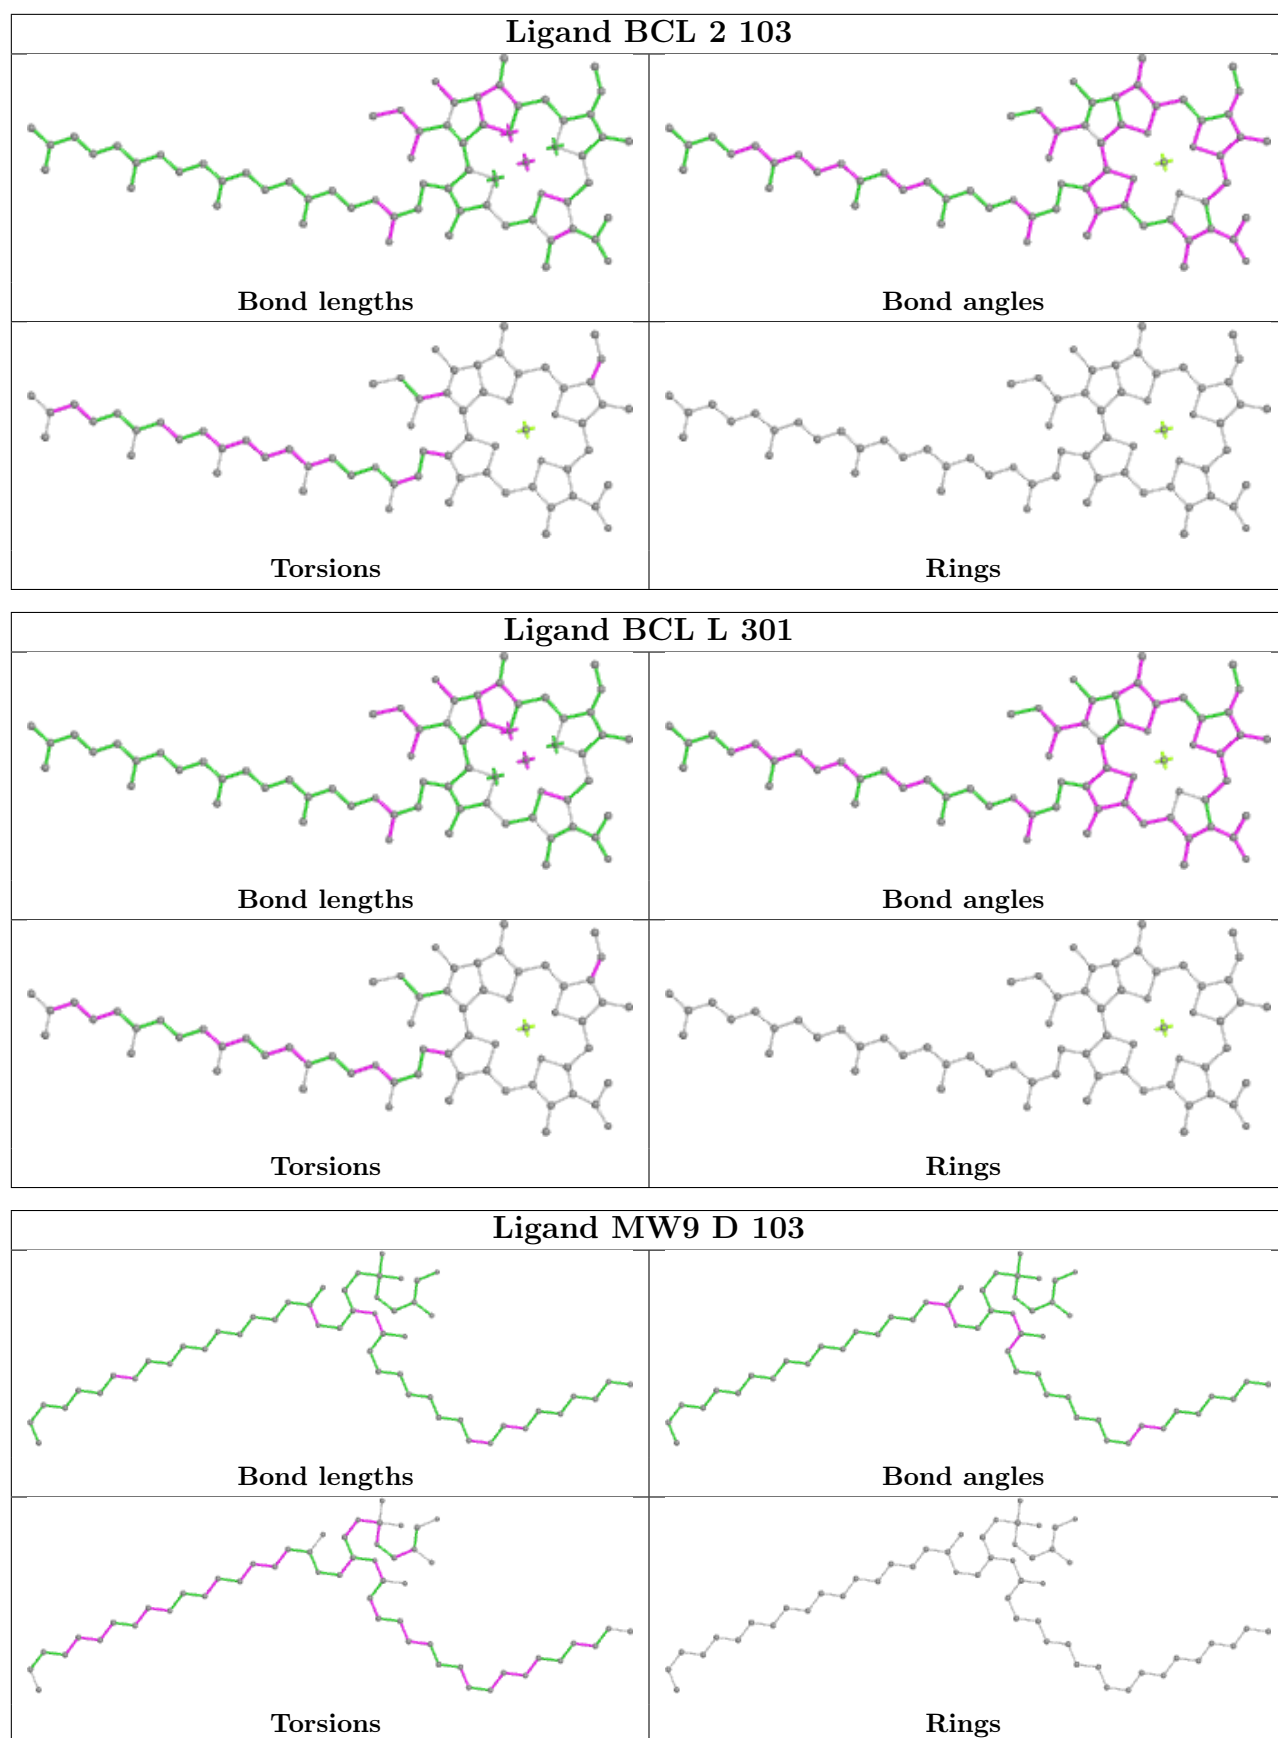 Ligand BCL 2 103
Bond lengths
Bond angles
Torsions
Rings
Ligand BCL L 301
Bond lengths
Bond angles
Torsions
Rings
Ligand MW9 D 103
Bond lengths
Bond angles
Torsions
Rings